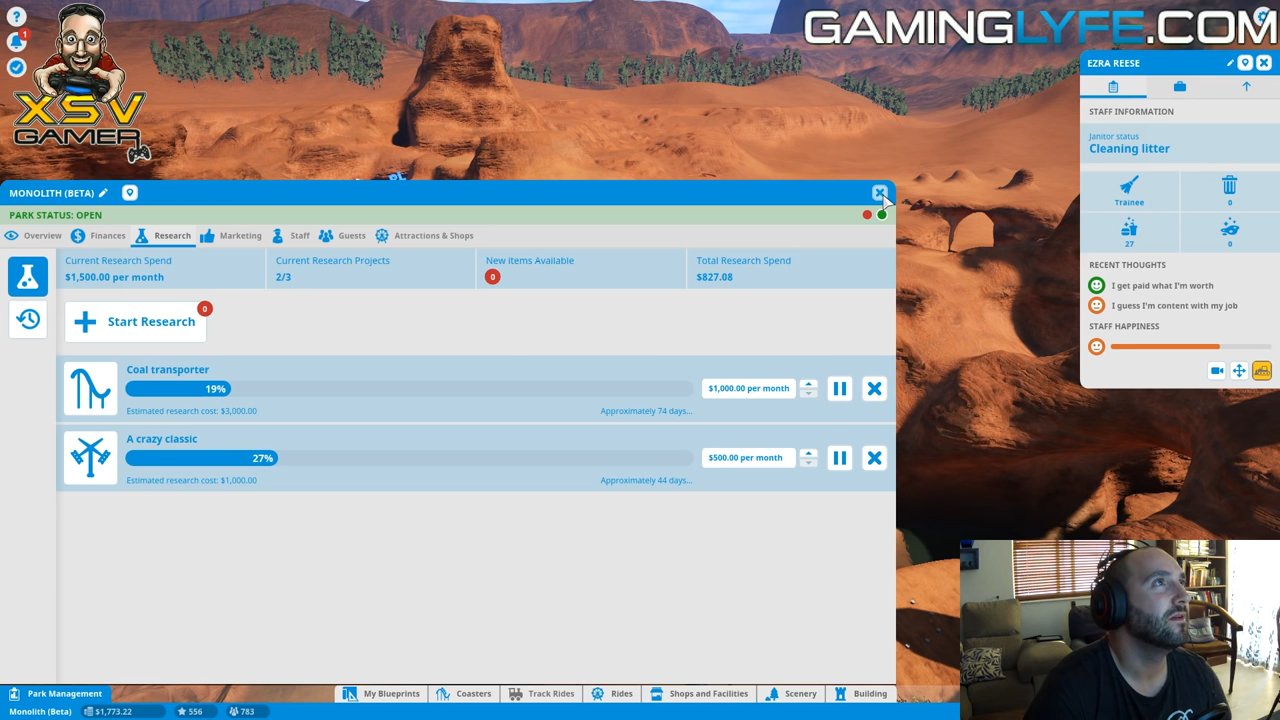 ?
1
XSV
GAMER
GAMINGLYFE.COM
EZRA REESE
STAFF INFORMATION
Janitor status
Cleaning litter
Trainee
0
27
0
RECENT THOUGHTS
I get paid what I'm worth
I guess I'm content with my job
STAFF HAPPINESS
MONOLITH (BETA)
PARK STATUS: OPEN
Overview Finances Research Marketing Staff Guests Attractions & Shops
Current Research Spend
$1,500.00 per month
Current Research Projects
2/3
New items Available
0
Total Research Spend
$827.08
Start Research
0
Coal transporter
19%
$1,000.00 per month
Estimated research cost: $3,000.00
Approximately 74 days...
A crazy classic
27%
$500.00 per month
Estimated research cost: $1,000.00
Approximately 44 days...
Park Management
My Blueprints Coasters Track Rides Rides Shops and Facilities Scenery Building
Monolith (Beta) $1,773.22 556 783